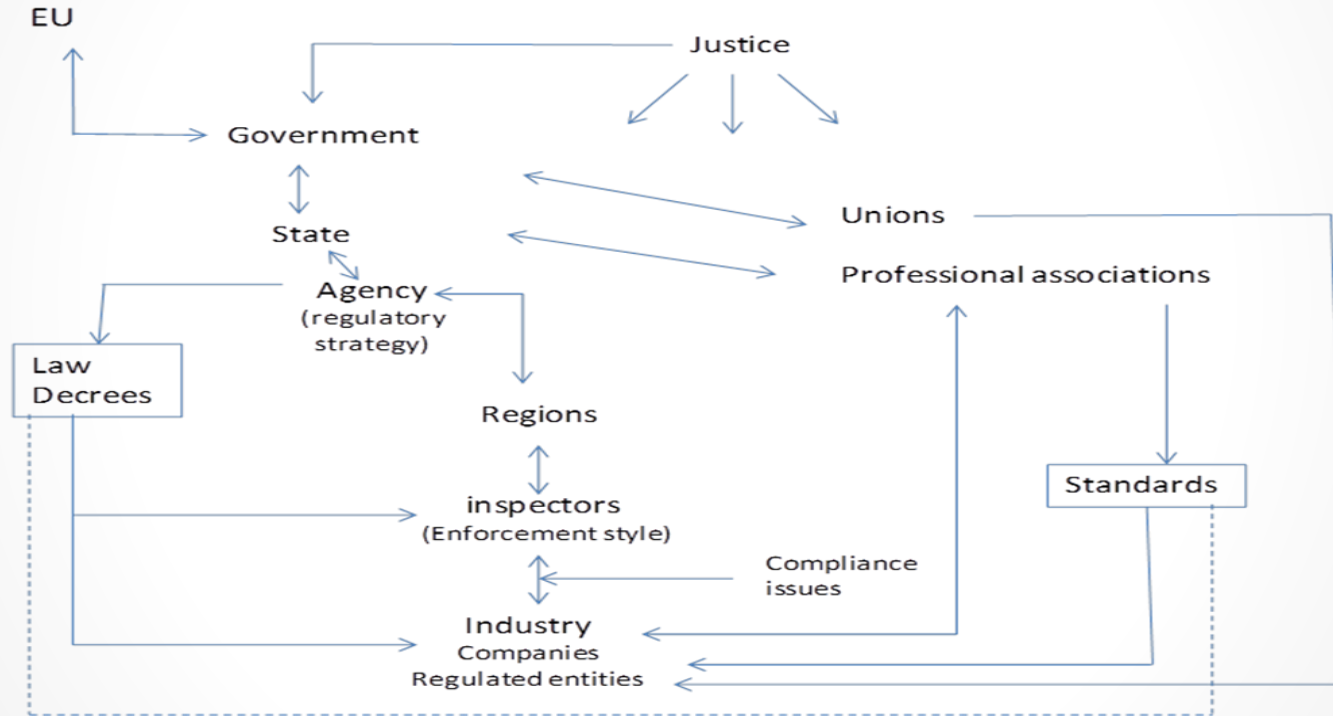 EU
Justice
Government
Unions
State
Professional associations
Agency
(regulatory
strategy)
Law
Decrees
Regions
Standards
inspectors
(Enforcement style)
Compliance
issues
Industry
Companies
Regulated entities